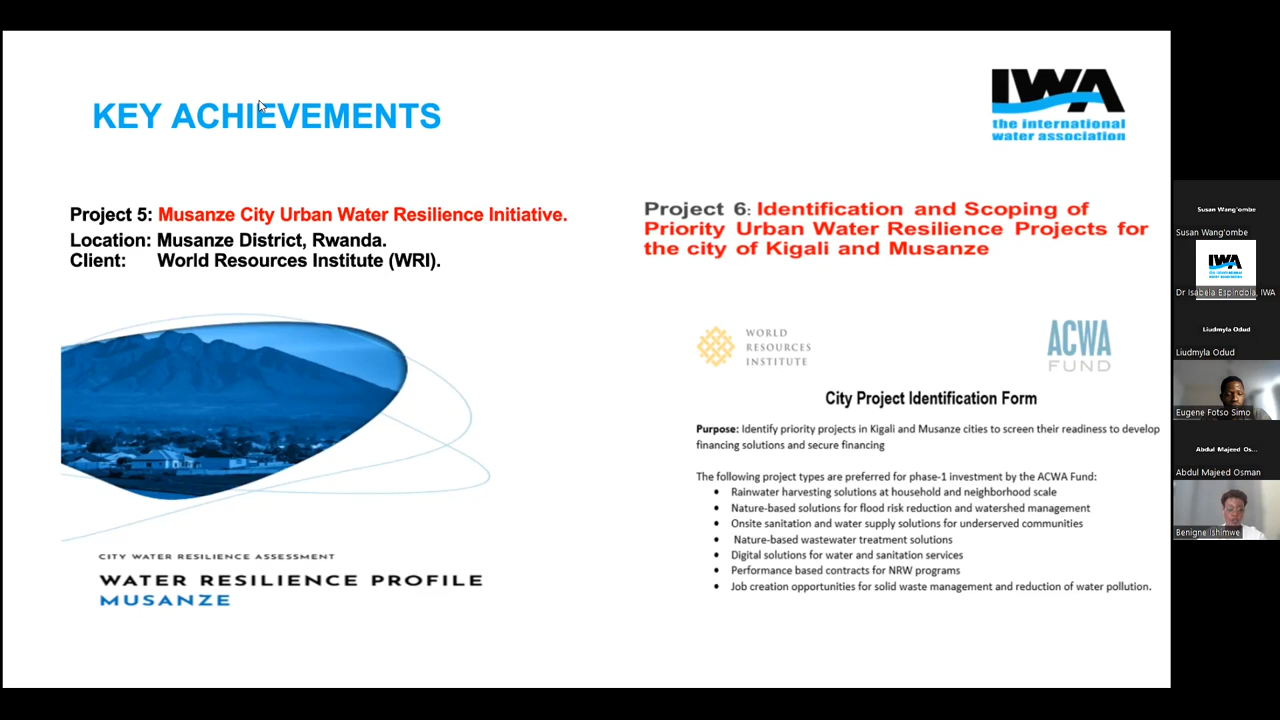 KEY ACHIEVEMENTS
IWA
the international
water association
Project 5: Musanze City Urban Water Resilience Initiative.
Location: Musanze District, Rwanda.
Client: World Resources Institute (WRI).
CITY WATER RESILIENCE ASSESSMENT
WATER RESILIENCE PROFILE
MUSANZE
Project 6: Identification and Scoping of
Priority Urban Water Resilience Projects for
the city of Kigali and Musanze
WORLD
RESOURCES
INSTITUTE
ACWA
FUND
City Project Identification Form
Purpose: Identify priority projects in Kigali and Musanze cities to screen their readiness to develop
financing solutions and secure financing
The following project types are preferred for phase-1 investment by the ACWA Fund:
• Rainwater harvesting solutions at household and neighborhood scale
• Nature-based solutions for flood risk reduction and watershed management
• Onsite sanitation and water supply solutions for underserved communities
• Nature-based wastewater treatment solutions
• Digital solutions for water and sanitation services
• Performance based contracts for NRW programs
• Job creation opportunities for solid waste management and reduction of water pollution.
Susan Wang'ombe
Susan Wang'ombe
IWA
Dr Isabela Espindola, IWA
Liudmyla Odud
Liudmyla Odud
Eugene Fotso Simo
Abdul Majeed Os...
Abdul Majeed Osman
Benigne Ishimwe